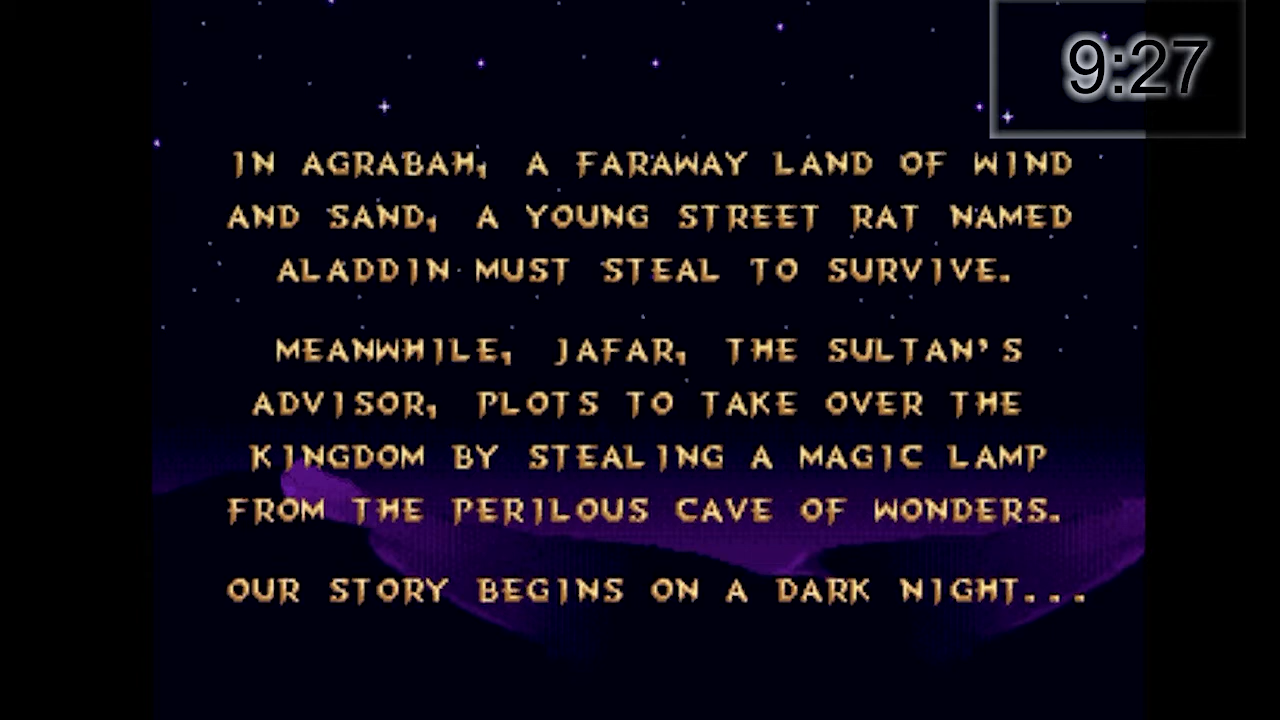 9:27
IN AGRABAH, A FARAWAY LAND OF WIND
AND SAND, A YOUNG STREET RAT NAMED
ALADDIN MUST STEAL TO SURVIVE.
MEANWHILE, JAFAR, THE SULTAN'S
ADVISOR, PLOTS TO TAKE OVER THE
KINGDOM BY STEALING A MAGIC LAMP
FROM THE PERILOUS CAVE OF WONDERS.
OUR STORY BEGINS ON A DARK NIGHT...